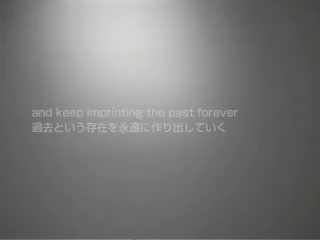 and keep imprinting the past forever
過去という存在を永遠に作り出していく